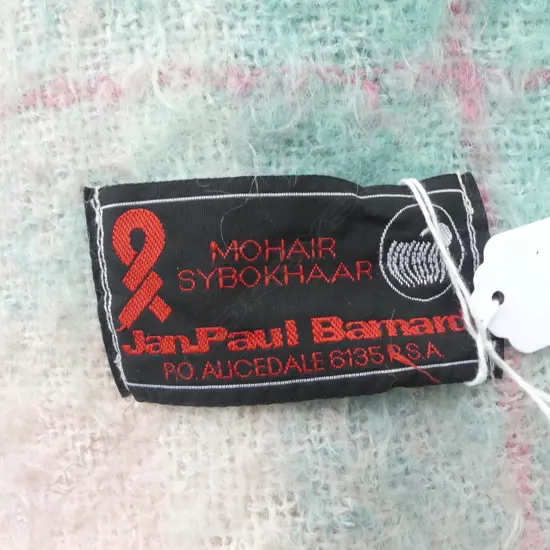 MOHAIR
SYBOKHAAR
Jan Paul Barnard
P.O. ALICEDALE 6135 R.S.A.